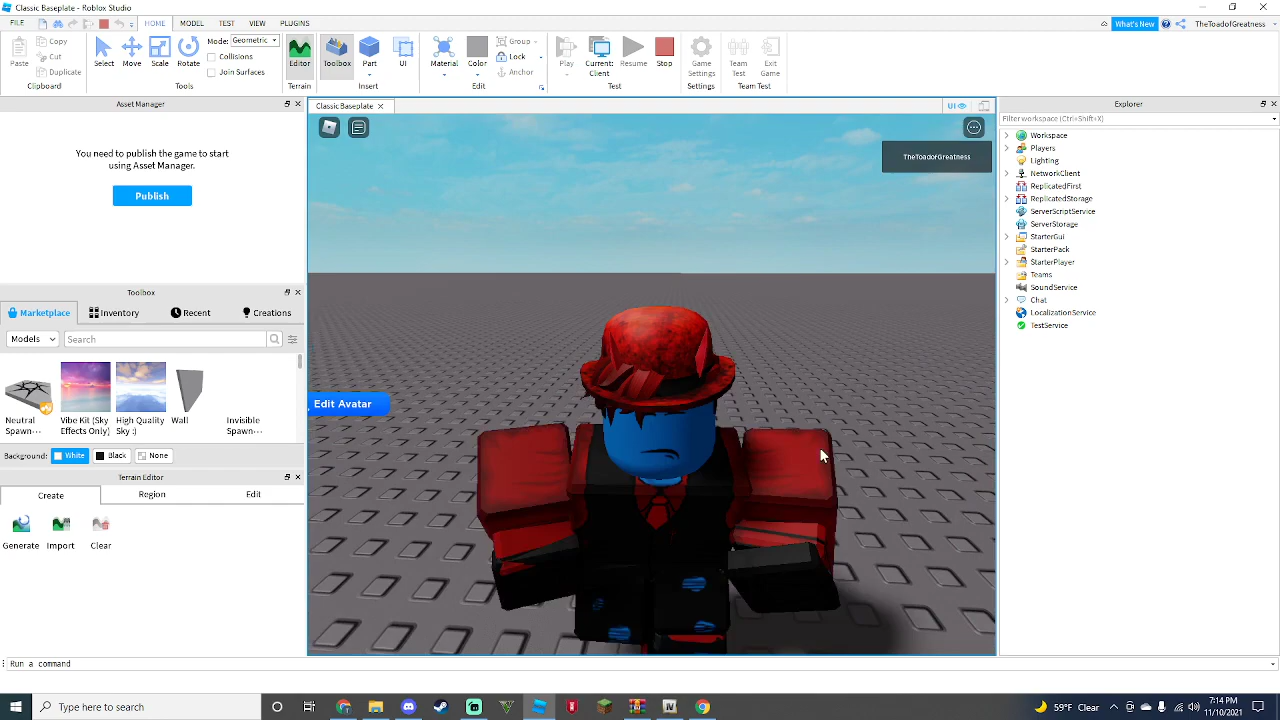 Classic Baseplate - Roblox Studio
FILE HOME MODEL TEST VIEW PLUGINS What's New TheToadofGreatness
Paste Copy Cut Duplicate Clipboard
Select Move Scale Rotate Mode: Geometric Collisions Join Surfaces Tools
Editor Terrain
Toolbox Part UI Insert
Material Color Group Lock Anchor Edit
Play Current: Client Resume Stop Test
Game Settings Settings
Team Test Exit Game Team Test
Asset Manager
You need to publish the game to start
using Asset Manager.
Publish
Toolbox
Marketplace Inventory Recent Creations
Models Search
Neutral Spawn...
Vibe Kit (Sky Effects Only)
High Quality Sky :)
Wall
Invisible Spawn...
Background: White Black None
Terrain Editor
Create Region Edit
Generate Import Clear
Run a command
Classic Baseplate
UI
TheToadofGreatness
Edit Avatar
Explorer
Filter workspace (Ctrl+Shift+X)
Workspace
Players
Lighting
NetworkClient
ReplicatedFirst
ReplicatedStorage
ServerScriptService
ServerStorage
StarterGui
StarterPack
StarterPlayer
Teams
SoundService
Chat
LocalizationService
TestService
Type here to search
59°F Clear
7:14 PM
11/10/2021